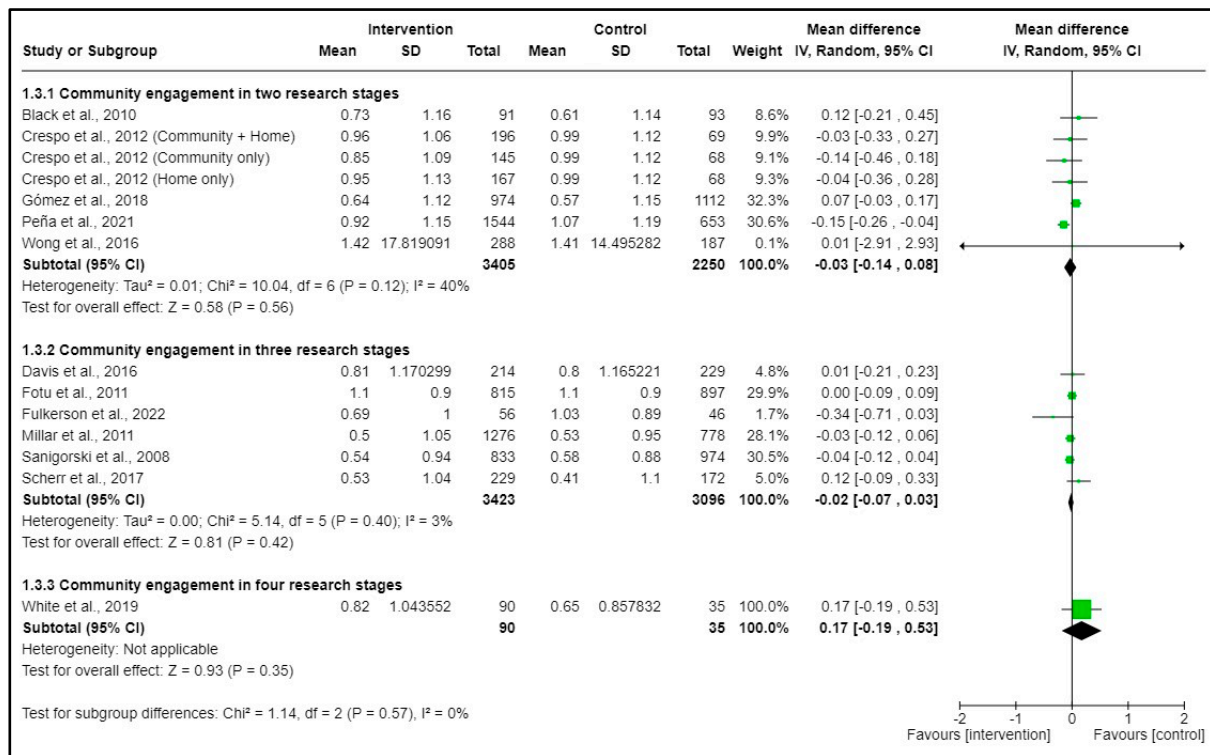 Intervention Control Mean difference Mean difference
Study or Subgroup Mean SD Total Mean SD Total Weight IV, Random, 95% CI IV, Random, 95% CI
1.3.1 Community engagement in two research stages
Black et al., 2010 0.73 1.16 91 0.61 1.14 93 8.6% 0.12 [-0.21 , 0.45]
Crespo et al., 2012 (Community + Home) 0.96 1.06 196 0.99 1.12 69 9.9% -0.03 [-0.33 , 0.27]
Crespo et al., 2012 (Community only) 0.85 1.09 145 0.99 1.12 68 9.1% -0.14 [-0.46 , 0.18]
Crespo et al., 2012 (Home only) 0.95 1.13 167 0.99 1.12 68 9.3% -0.04 [-0.36 , 0.28]
Gómez et al., 2018 0.64 1.12 974 0.57 1.15 1112 32.3% 0.07 [-0.03 , 0.17]
Peña et al., 2021 0.92 1.15 1544 1.07 1.19 653 30.6% -0.15 [-0.26 , -0.04]
Wong et al., 2016 1.42 17.819091 288 1.41 14.495282 187 0.1% 0.01 [-2.91 , 2.93]
Subtotal (95% CI) 3405 2250 100.0% -0.03 [-0.14 , 0.08]
Heterogeneity: Tau² = 0.01; Chi² = 10.04, df = 6 (P = 0.12); I² = 40%
Test for overall effect: Z = 0.58 (P = 0.56)
1.3.2 Community engagement in three research stages
Davis et al., 2016 0.81 1.170299 214 0.8 1.165221 229 4.8% 0.01 [-0.21 , 0.23]
Fotu et al., 2011 1.1 0.9 815 1.1 0.9 897 29.9% 0.00 [-0.09 , 0.09]
Fulkerson et al., 2022 0.69 1 56 1.03 0.89 46 1.7% -0.34 [-0.71 , 0.03]
Millar et al., 2011 0.5 1.05 1276 0.53 0.95 778 28.1% -0.03 [-0.12 , 0.06]
Sanigorski et al., 2008 0.54 0.94 833 0.58 0.88 974 30.5% -0.04 [-0.12 , 0.04]
Scherr et al., 2017 0.53 1.04 229 0.41 1.1 172 5.0% 0.12 [-0.09 , 0.33]
Subtotal (95% CI) 3423 3096 100.0% -0.02 [-0.07 , 0.03]
Heterogeneity: Tau² = 0.00; Chi² = 5.14, df = 5 (P = 0.40); I² = 3%
Test for overall effect: Z = 0.81 (P = 0.42)
1.3.3 Community engagement in four research stages
White et al., 2019 0.82 1.043552 90 0.65 0.857832 35 100.0% 0.17 [-0.19 , 0.53]
Subtotal (95% CI) 90 35 100.0% 0.17 [-0.19 , 0.53]
Heterogeneity: Not applicable
Test for overall effect: Z = 0.93 (P = 0.35)
Test for subgroup differences: Chi² = 1.14, df = 2 (P = 0.57), I² = 0%
-2 -1 0 1 2
Favours [intervention] Favours [control]